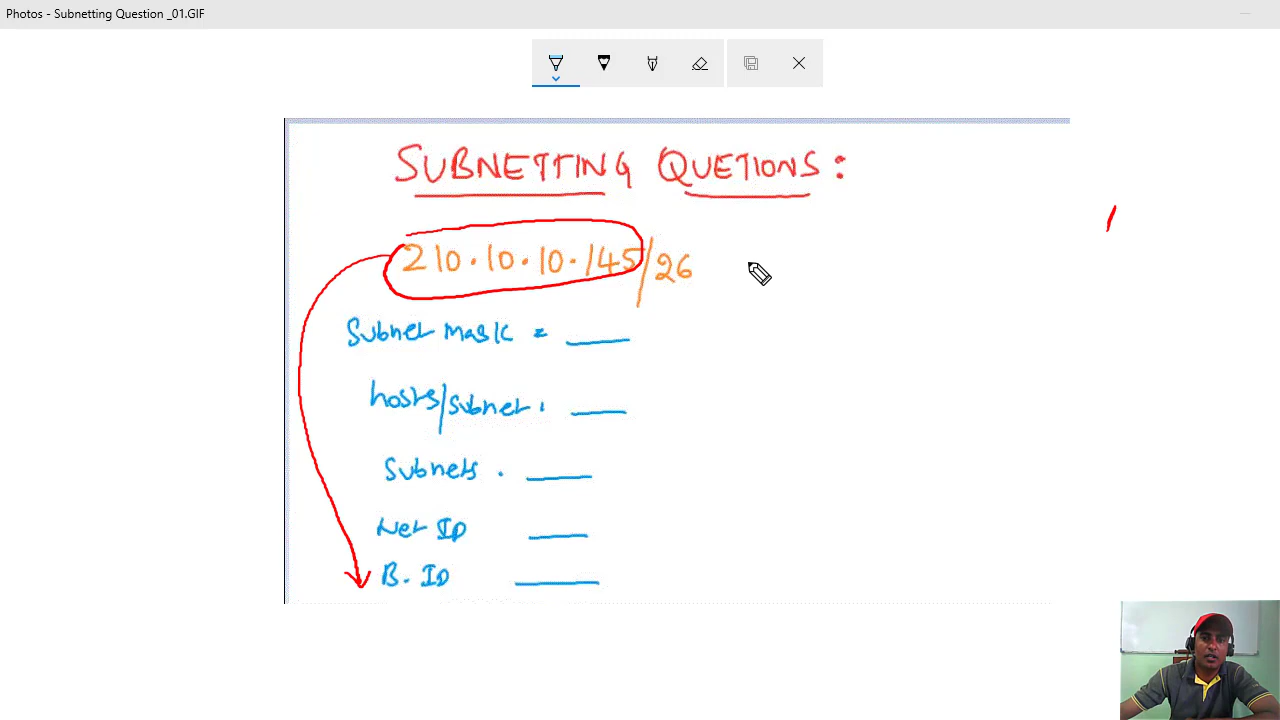 Photos - Subnetting Question _01.GIF
SUBNETTING QUETIONS:
210.10.10.145/26
Subnet mask = ____
hosts/subnet . ____
Subnets . ____
Net ID ____
B. ID ____